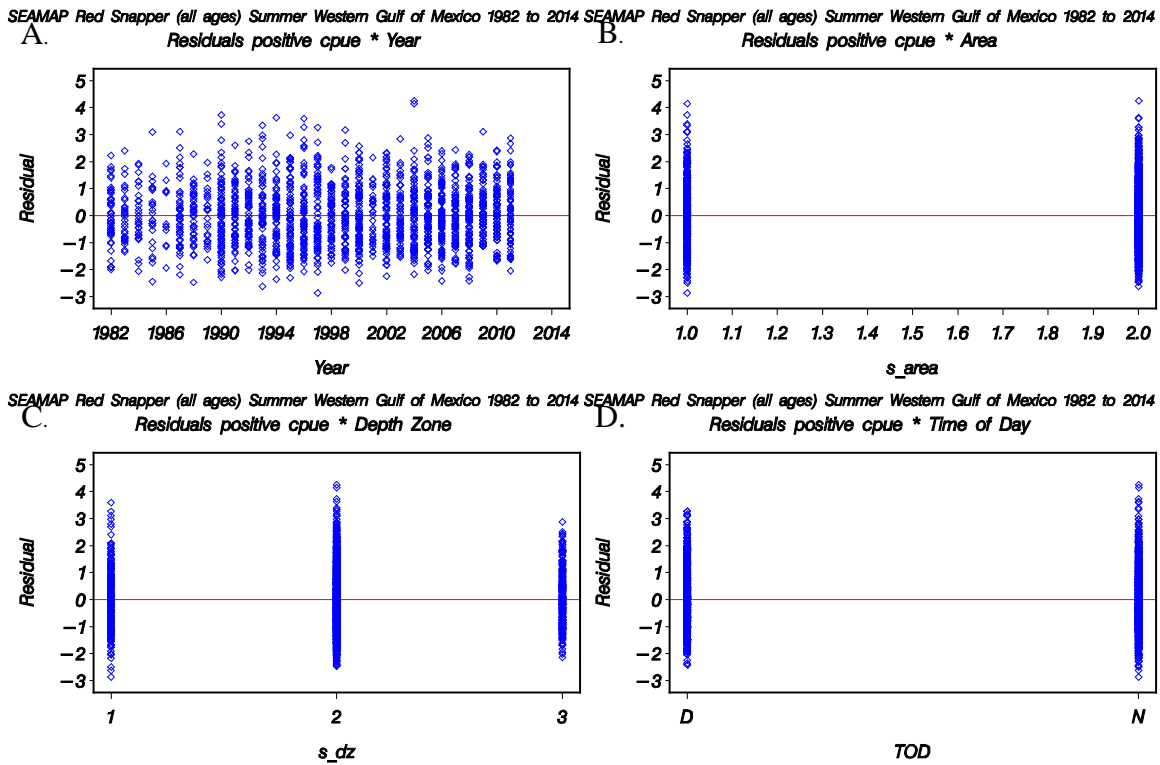 SEAMAP Red Snapper (all ages) Summer Western Gulf of Mexico 1982 to 2014
A.
Residuals positive cpue * Year
5
4
3
2
1
0
−1
−2
−3
Residual
1982 1986 1990 1994 1998 2002 2006 2010 2014
Year
SEAMAP Red Snapper (all ages) Summer Western Gulf of Mexico 1982 to 2014
B.
Residuals positive cpue * Area
5
4
3
2
1
0
−1
−2
−3
Residual
1.0 1.1 1.2 1.3 1.4 1.5 1.6 1.7 1.8 1.9 2.0
s_area
SEAMAP Red Snapper (all ages) Summer Western Gulf of Mexico 1982 to 2014
C.
Residuals positive cpue * Depth Zone
5
4
3
2
1
0
−1
−2
−3
Residual
1 2 3
s_dz
SEAMAP Red Snapper (all ages) Summer Western Gulf of Mexico 1982 to 2014
D.
Residuals positive cpue * Time of Day
5
4
3
2
1
0
−1
−2
−3
Residual
D N
TOD